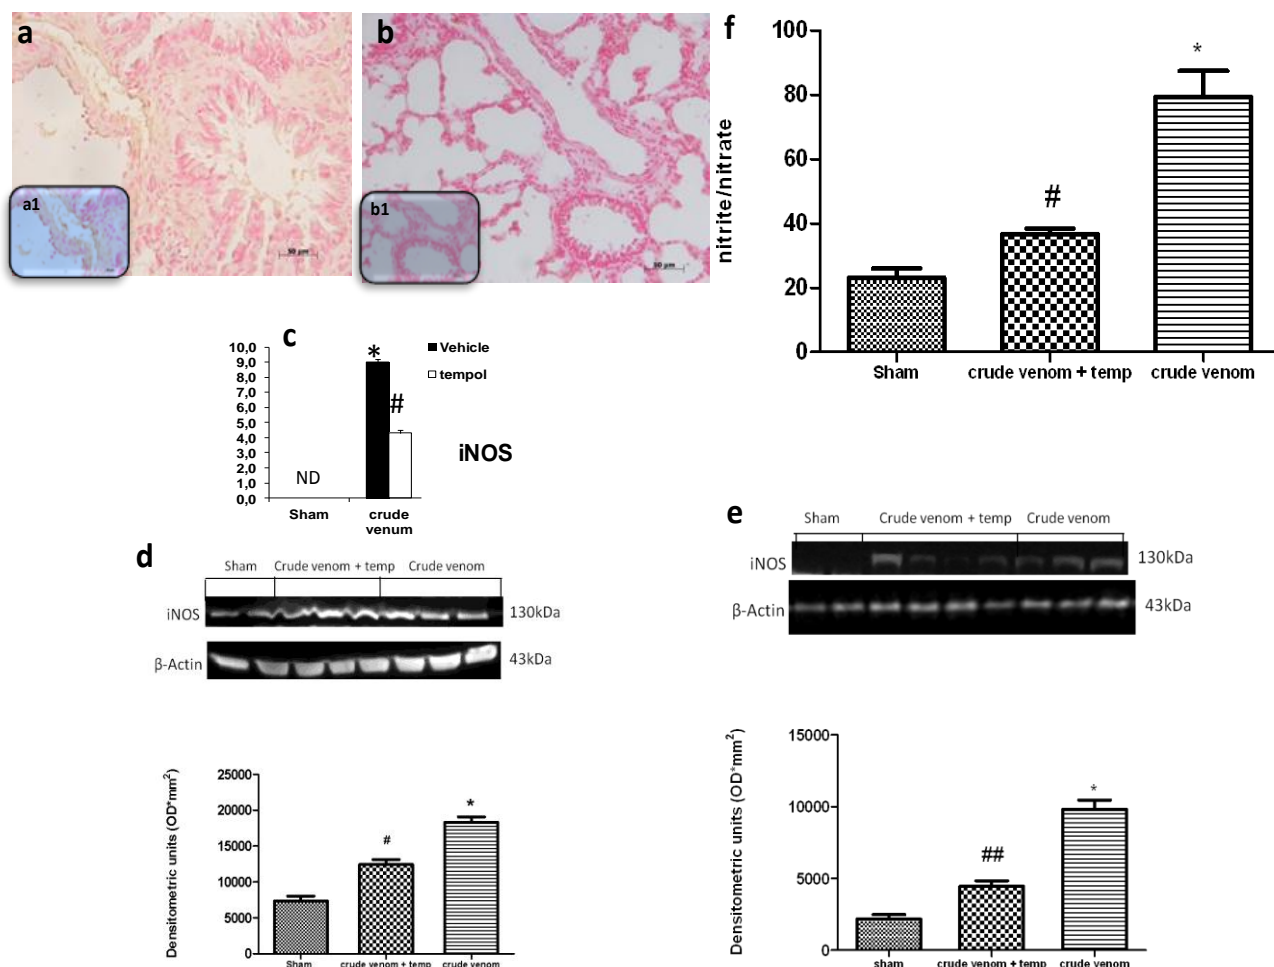 a
a1
50 µm
b
b1
50 µm
f
nitrite/nitrate
100
80
60
40
20
0
*
#
Sham
crude venom + temp
crude venom
c
10,0
9,0
8,0
7,0
6,0
5,0
4,0
3,0
2,0
1,0
0,0
ND
*
#
Vehicle
tempol
iNOS
Sham
crude
venum
d
Sham
Crude venom + temp
Crude venom
iNOS
130kDa
β-Actin
43kDa
Densitometric units (OD*mm²)
25000
20000
15000
10000
5000
0
#
*
Sham
crude venom + temp
crude venom
e
Sham
Crude venom + temp
Crude venom
iNOS
130kDa
β-Actin
43kDa
Densitometric units (OD*mm²)
15000
10000
5000
0
##
*
sham
crude venom + temp
crude venom